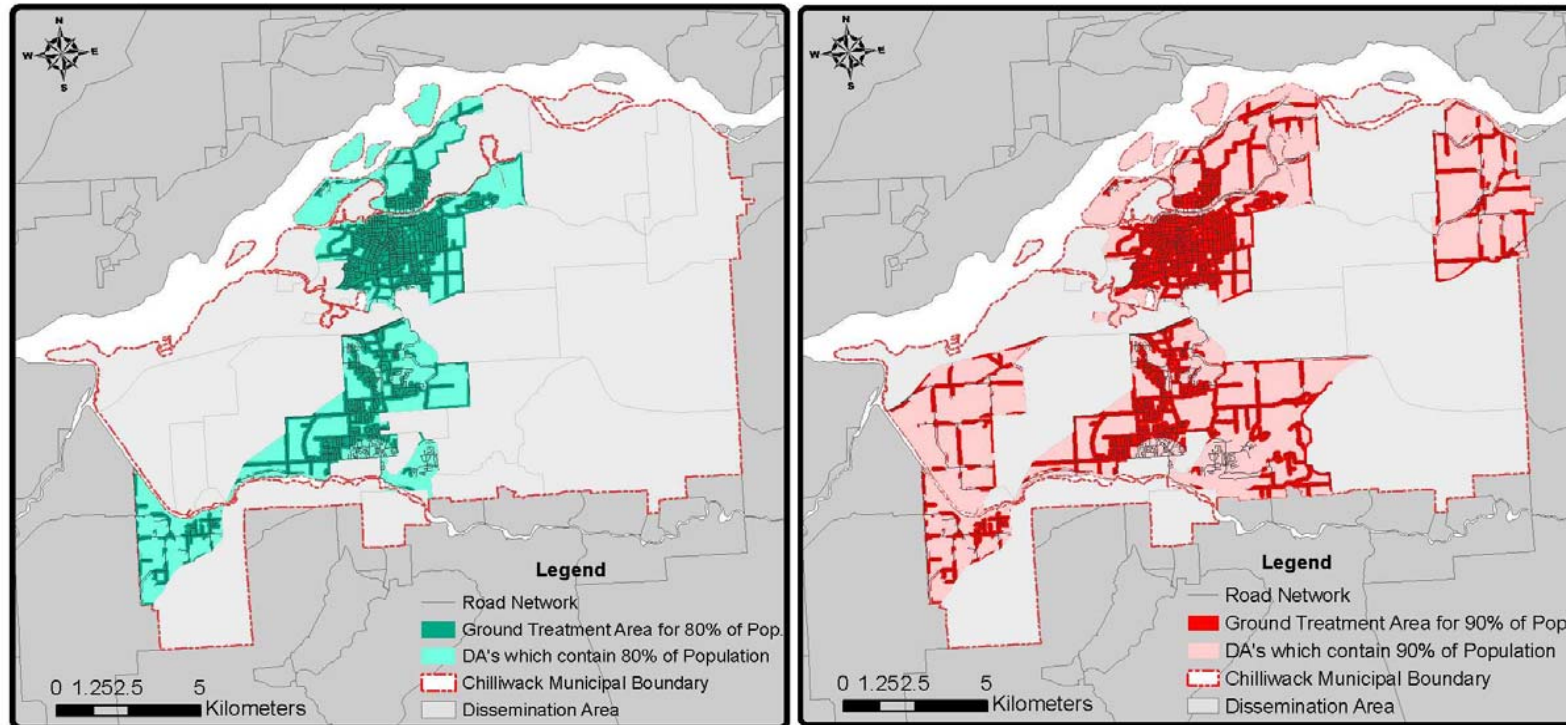 N
W E
S
Legend
Road Network
Ground Treatment Area for 80% of Pop.
DA's which contain 80% of Population
Chilliwack Municipal Boundary
Dissemination Area
0 1.252.5 5
Kilometers
N
W E
S
Legend
Road Network
Ground Treatment Area for 90% of Pop
DA's which contain 90% of Population
Chilliwack Municipal Boundary
Dissemination Area
0 1.252.5 5
Kilometers